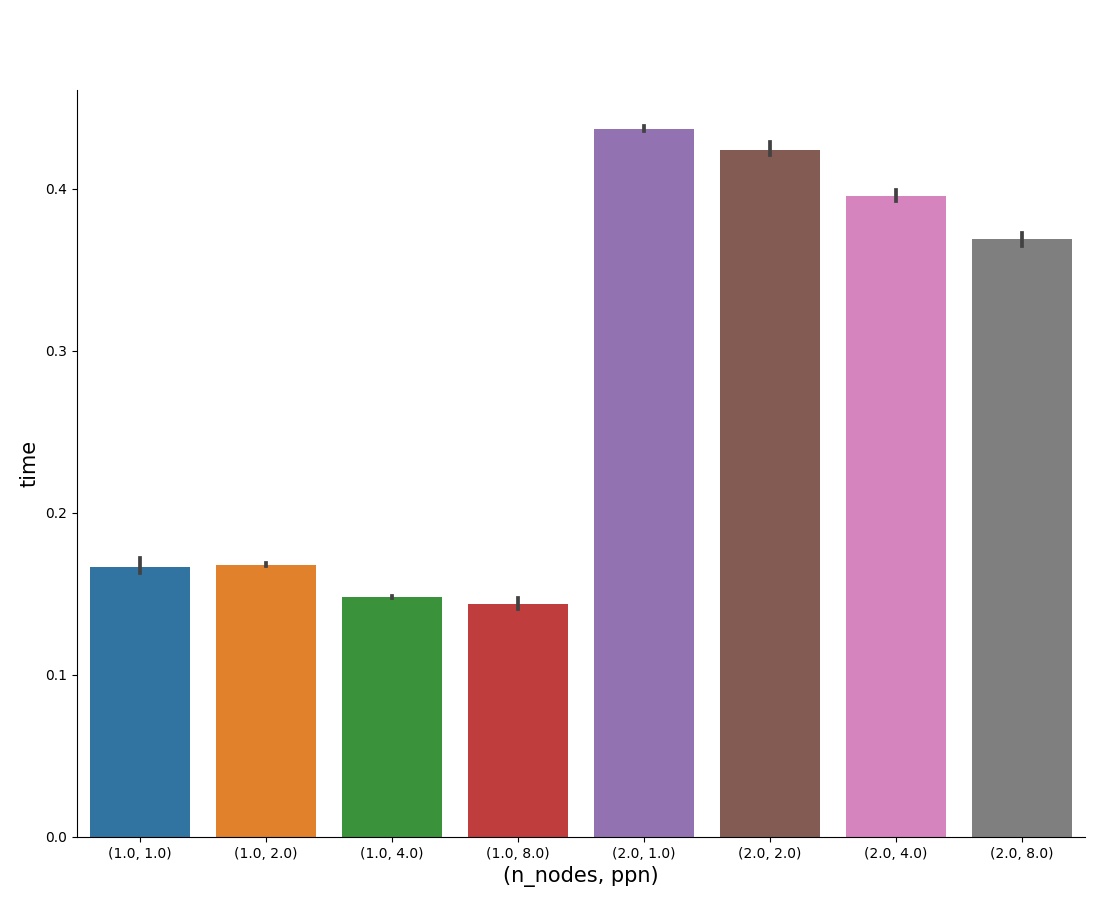 0.4
0.3
0.2
0.1
0.0
time
(1.0, 1.0) (1.0, 2.0) (1.0, 4.0) (1.0, 8.0) (2.0, 1.0) (2.0, 2.0) (2.0, 4.0) (2.0, 8.0)
(n_nodes, ppn)